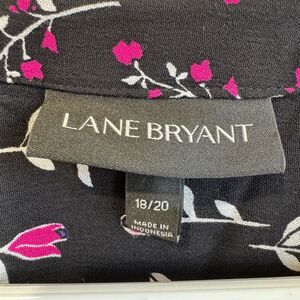 LANE BRYANT
18/20
MADE IN
INDONESIA